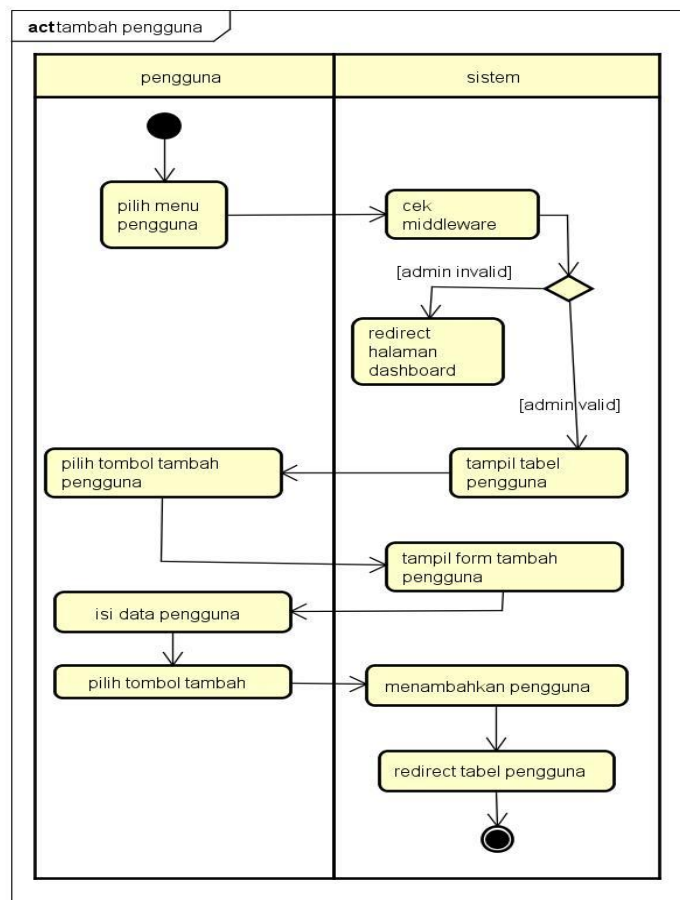 act tambah pengguna
pengguna
sistem
pilih menu
pengguna
cek
middleware
[admin invalid]
redirect
halaman
dashboard
[admin valid]
pilih tombol tambah
pengguna
tampil tabel
pengguna
tampil form tambah
pengguna
isi data pengguna
pilih tombol tambah
menambahkan pengguna
redirect tabel pengguna